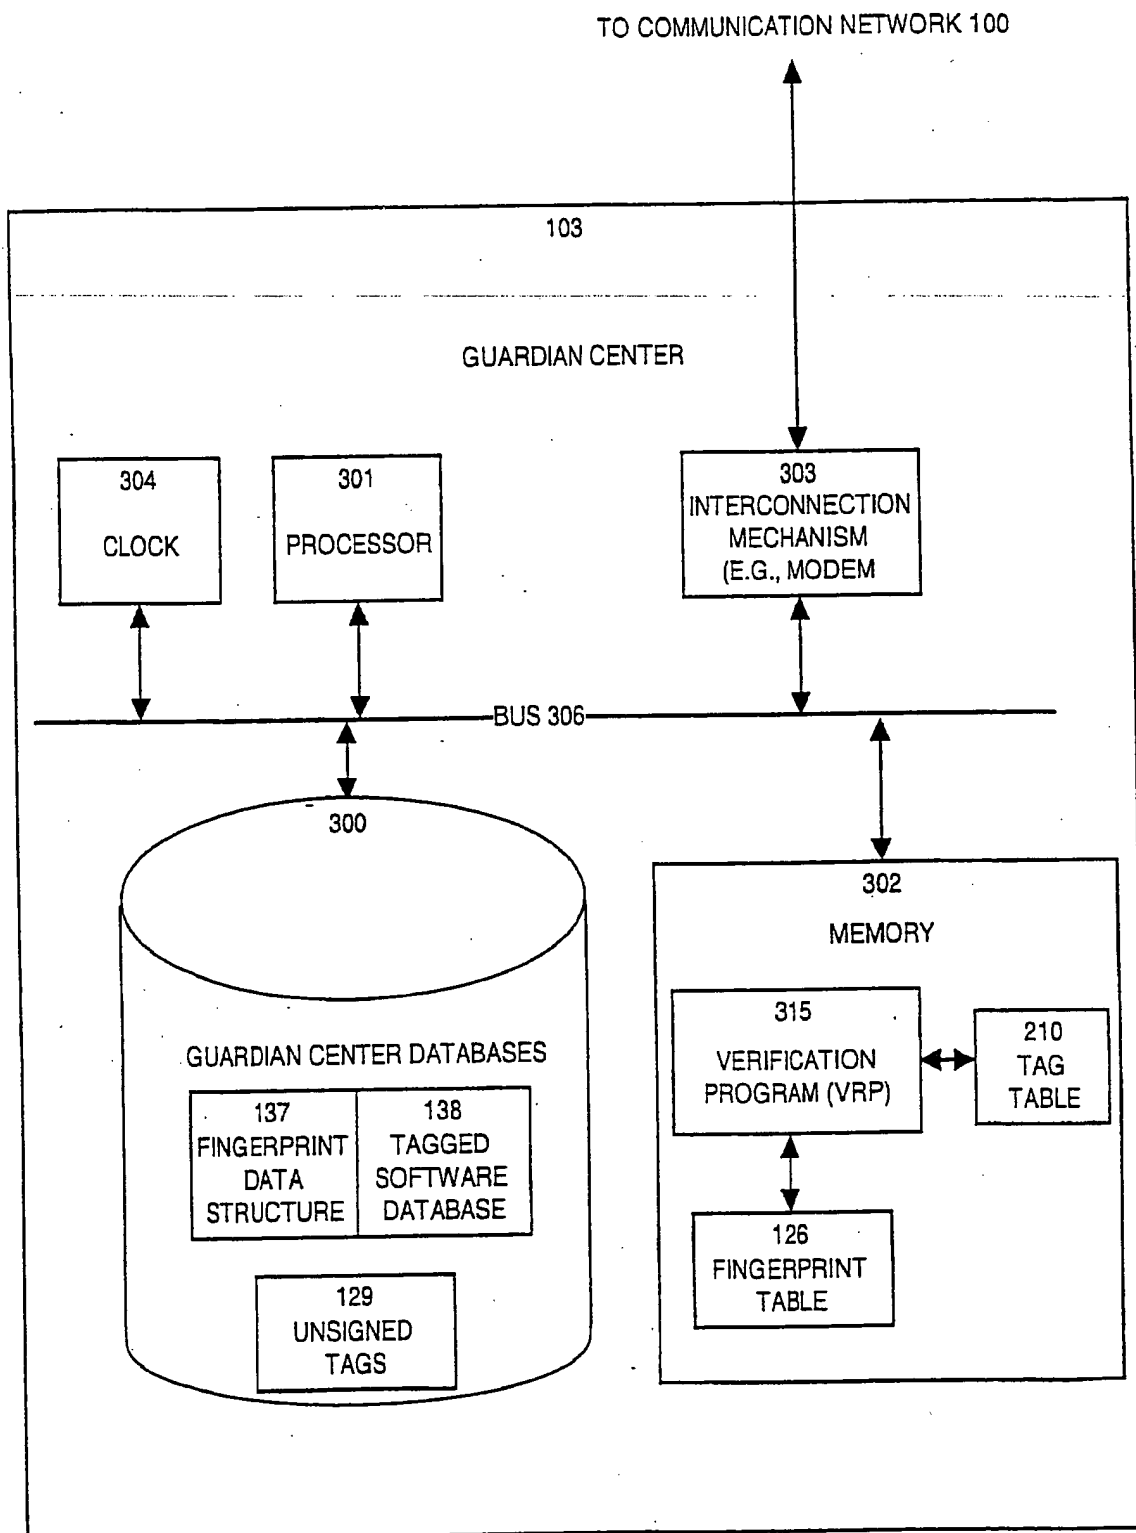 TO COMMUNICATION NETWORK 100
103
GUARDIAN CENTER
304
CLOCK
301
PROCESSOR
303
INTERCONNECTION
MECHANISM
(E.G., MODEM
BUS 306
300
GUARDIAN CENTER DATABASES
137
FINGERPRINT
DATA
STRUCTURE
138
TAGGED
SOFTWARE
DATABASE
129
UNSIGNED
TAGS
302
MEMORY
315
VERIFICATION
PROGRAM (VRP)
210
TAG
TABLE
126
FINGERPRINT
TABLE